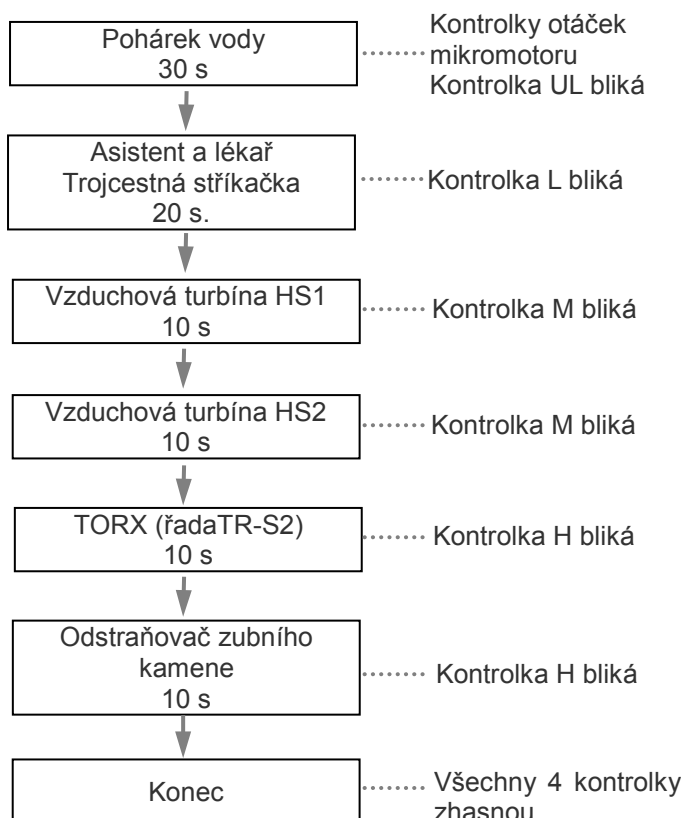 Pohárek vody
30 s
Kontrolky otáček
mikromotoru
Kontrolka UL bliká
Asistent a lékař
Trojcestná stříkačka
20 s.
Kontrolka L bliká
Vzduchová turbína HS1
10 s
Kontrolka M bliká
Vzduchová turbína HS2
10 s
Kontrolka M bliká
TORX (řadaTR-S2)
10 s
Kontrolka H bliká
Odstraňovač zubního
kamene
10 s
Kontrolka H bliká
Konec
Všechny 4 kontrolky
zhasnou